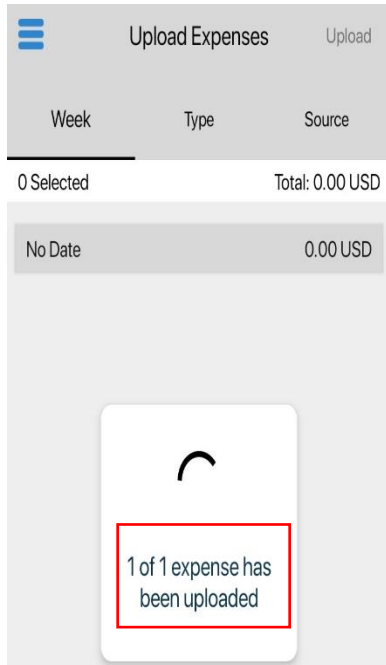 Upload Expenses Upload
Week Type Source
0 Selected Total: 0.00 USD
No Date 0.00 USD
1 of 1 expense has
been uploaded